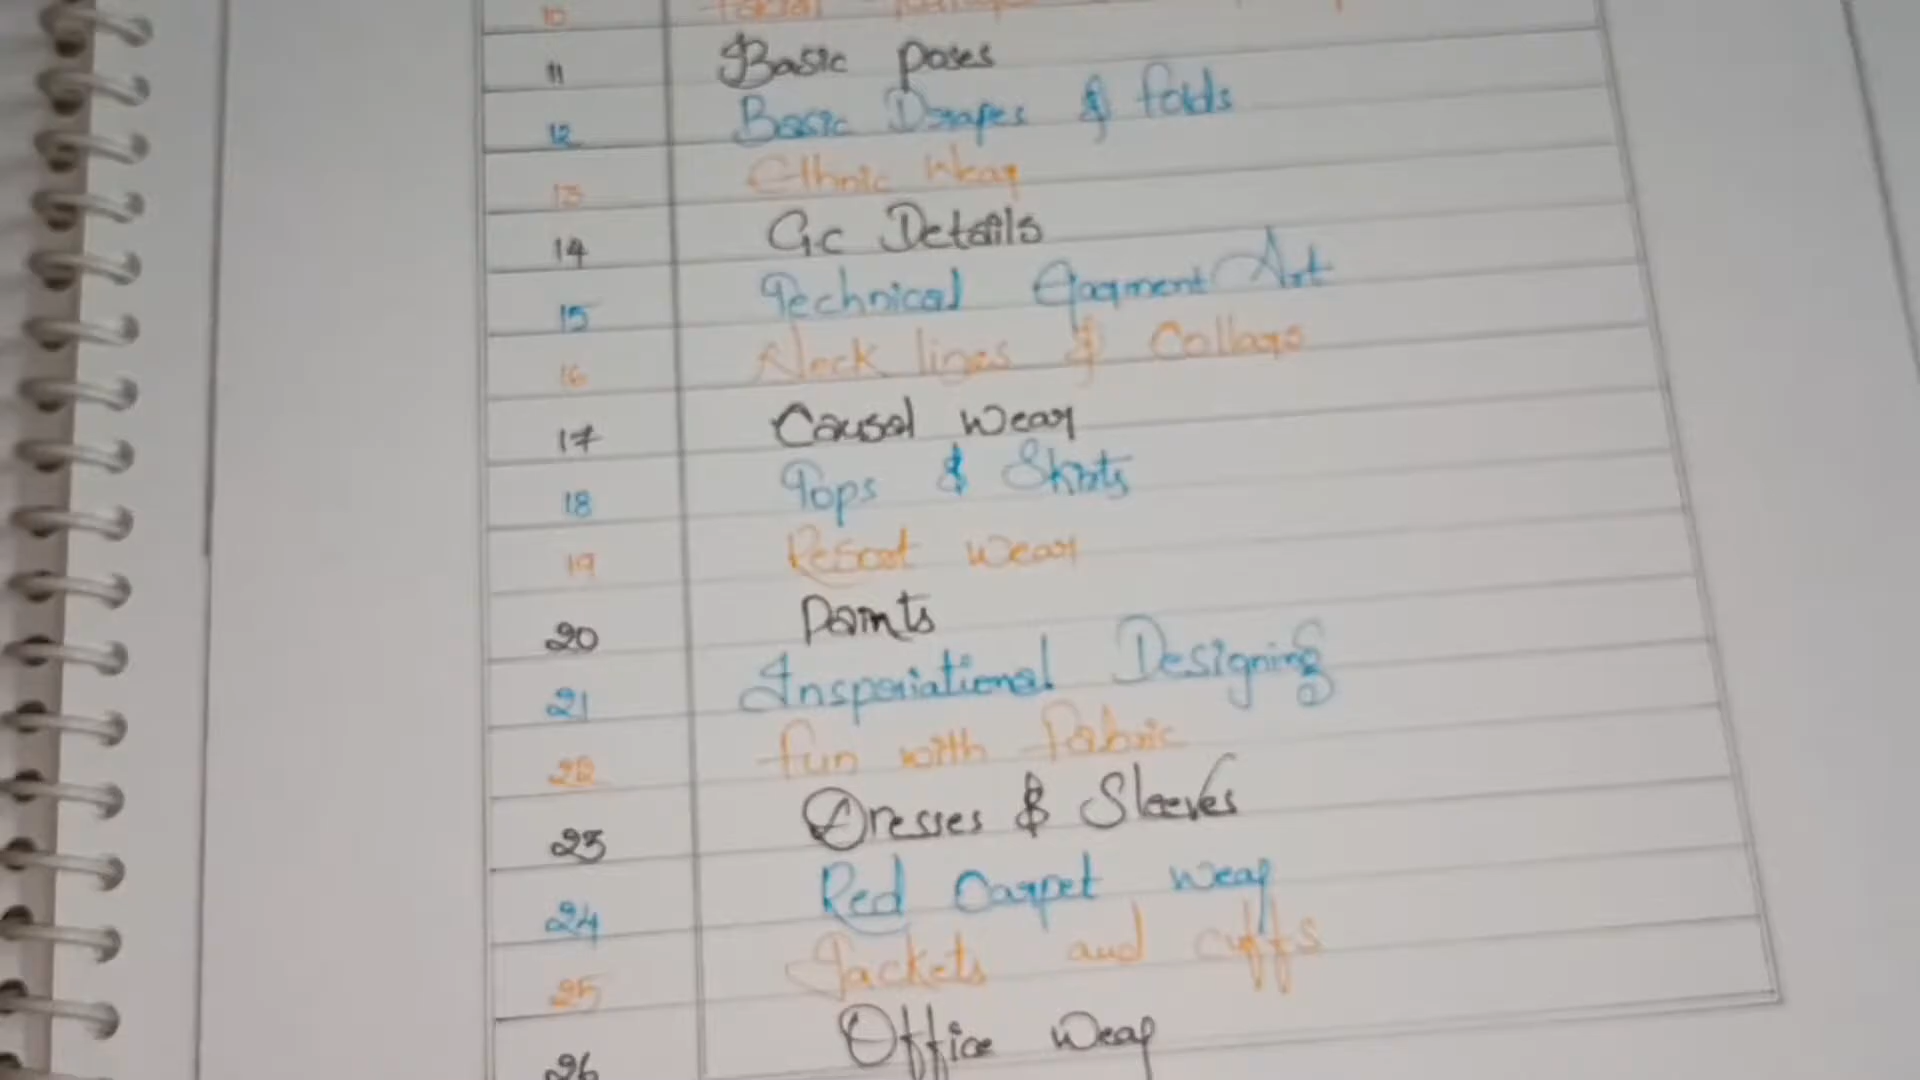 10
11 Basic poses
12 Basic Drapes & folds
13 Ethnic Wear
14 GC Details
15 Technical Garment Art
16 Neck lines & Collars
17 Causal wear
18 Tops & Skirts
19 Resort wear
20 Pants
21 Insperiational Designing
22 fun with fabric
23 Dresses & Sleeves
24 Red Carpet wear
25 Jackets and cuffs
26 Office wear